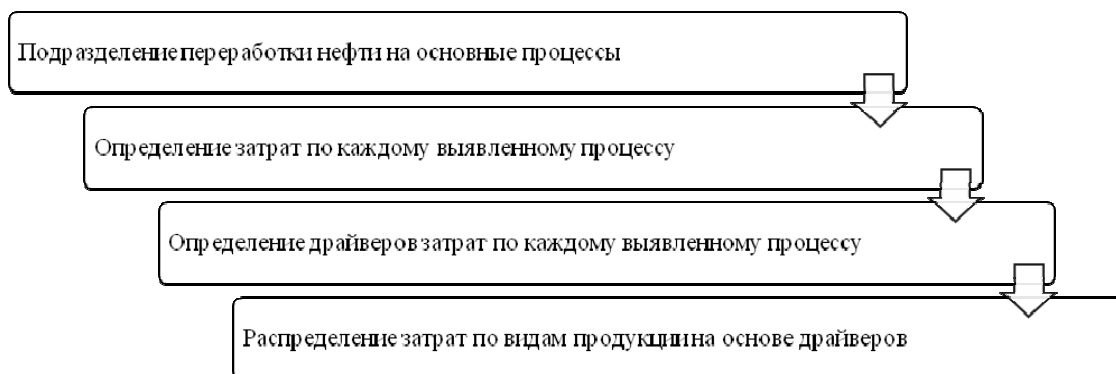 Подразделение переработки нефти на основные процессы
Определение затрат по каждому выявленному процессу
Определение драйверов затрат по каждому выявленному процессу
Распределение затрат по видам продукции на основе драйверов